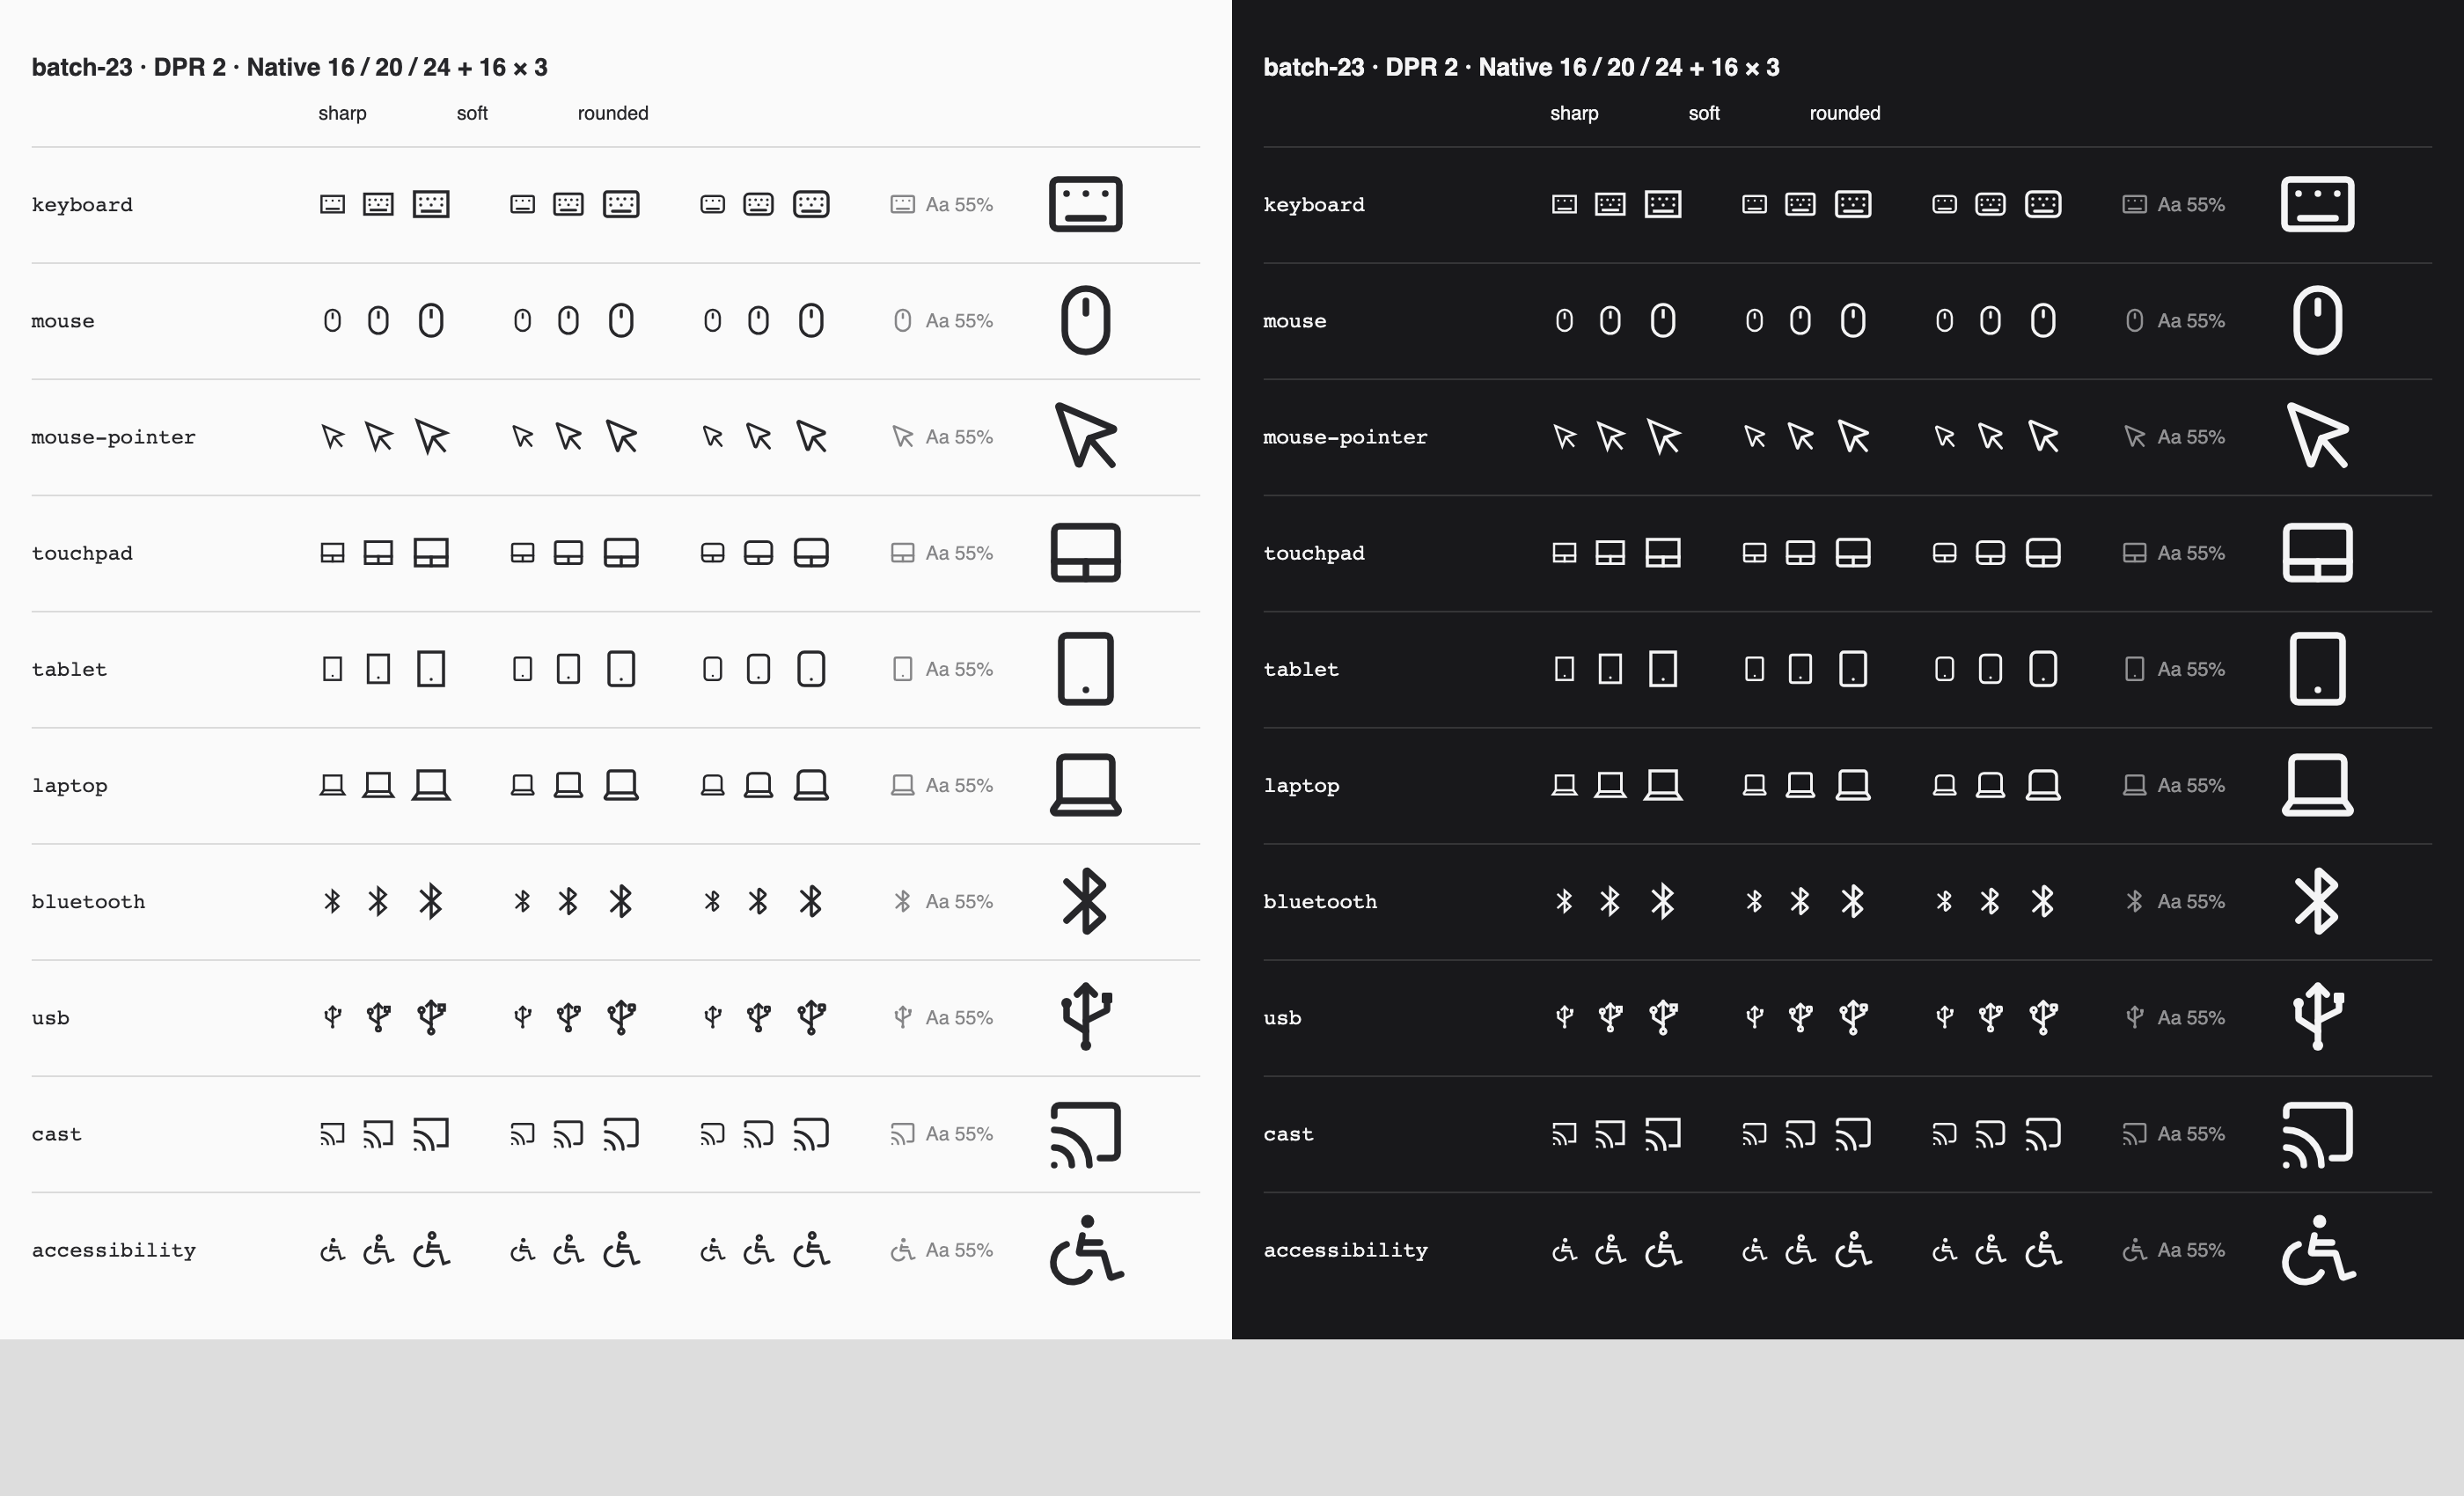 batch-23 · DPR 2 · Native 16 / 20 / 24 + 16 × 3
sharp soft rounded
keyboard Aa 55%
mouse Aa 55%
mouse-pointer Aa 55%
touchpad Aa 55%
tablet Aa 55%
laptop Aa 55%
bluetooth Aa 55%
usb Aa 55%
cast Aa 55%
accessibility Aa 55%
batch-23 · DPR 2 · Native 16 / 20 / 24 + 16 × 3
sharp soft rounded
keyboard Aa 55%
mouse Aa 55%
mouse-pointer Aa 55%
touchpad Aa 55%
tablet Aa 55%
laptop Aa 55%
bluetooth Aa 55%
usb Aa 55%
cast Aa 55%
accessibility Aa 55%